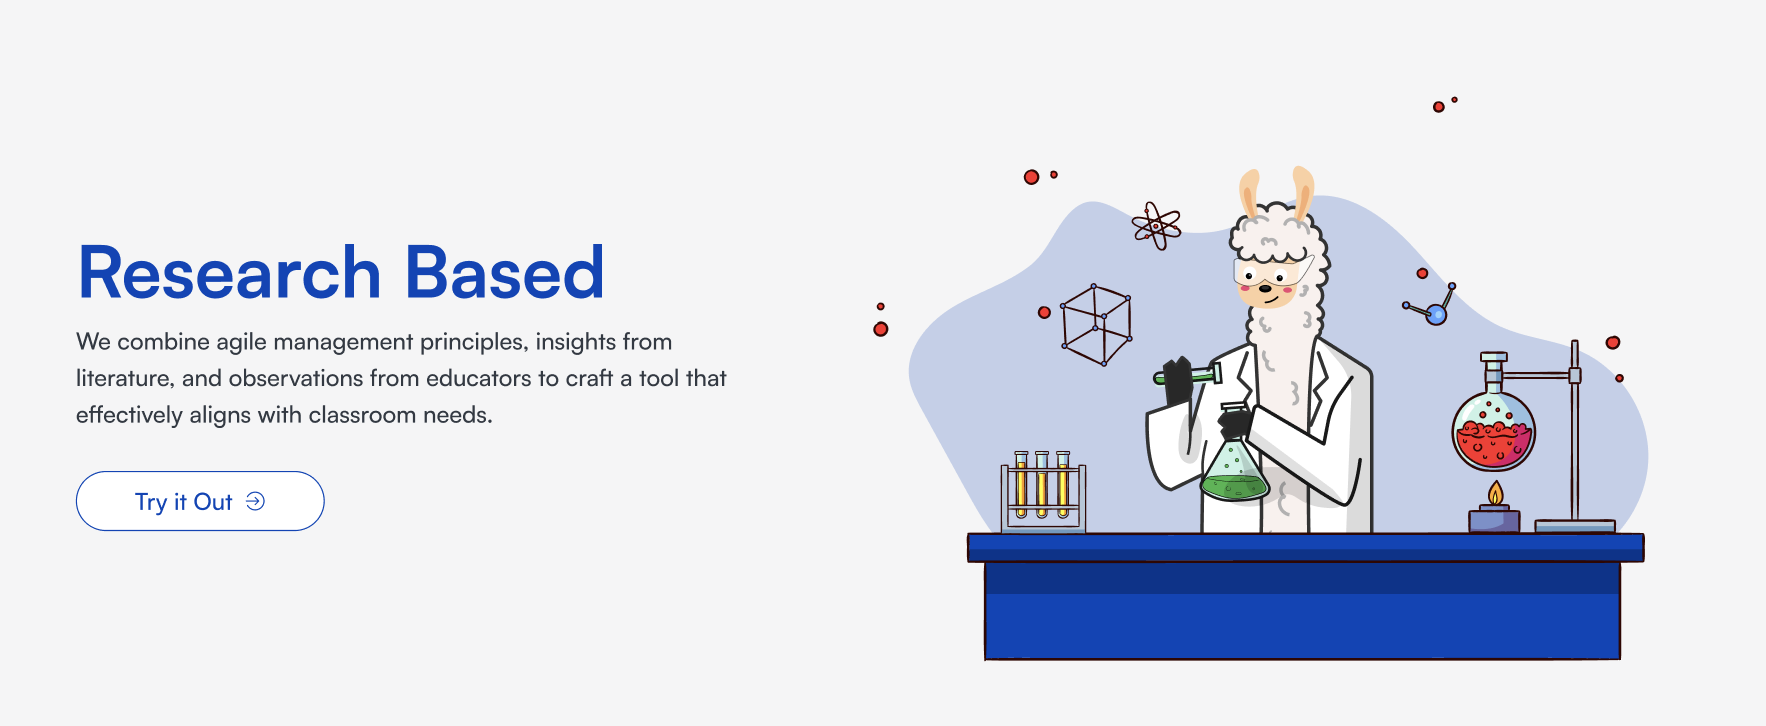 Research Based
We combine agile management principles, insights from
literature, and observations from educators to craft a tool that
effectively aligns with classroom needs.
Try it Out